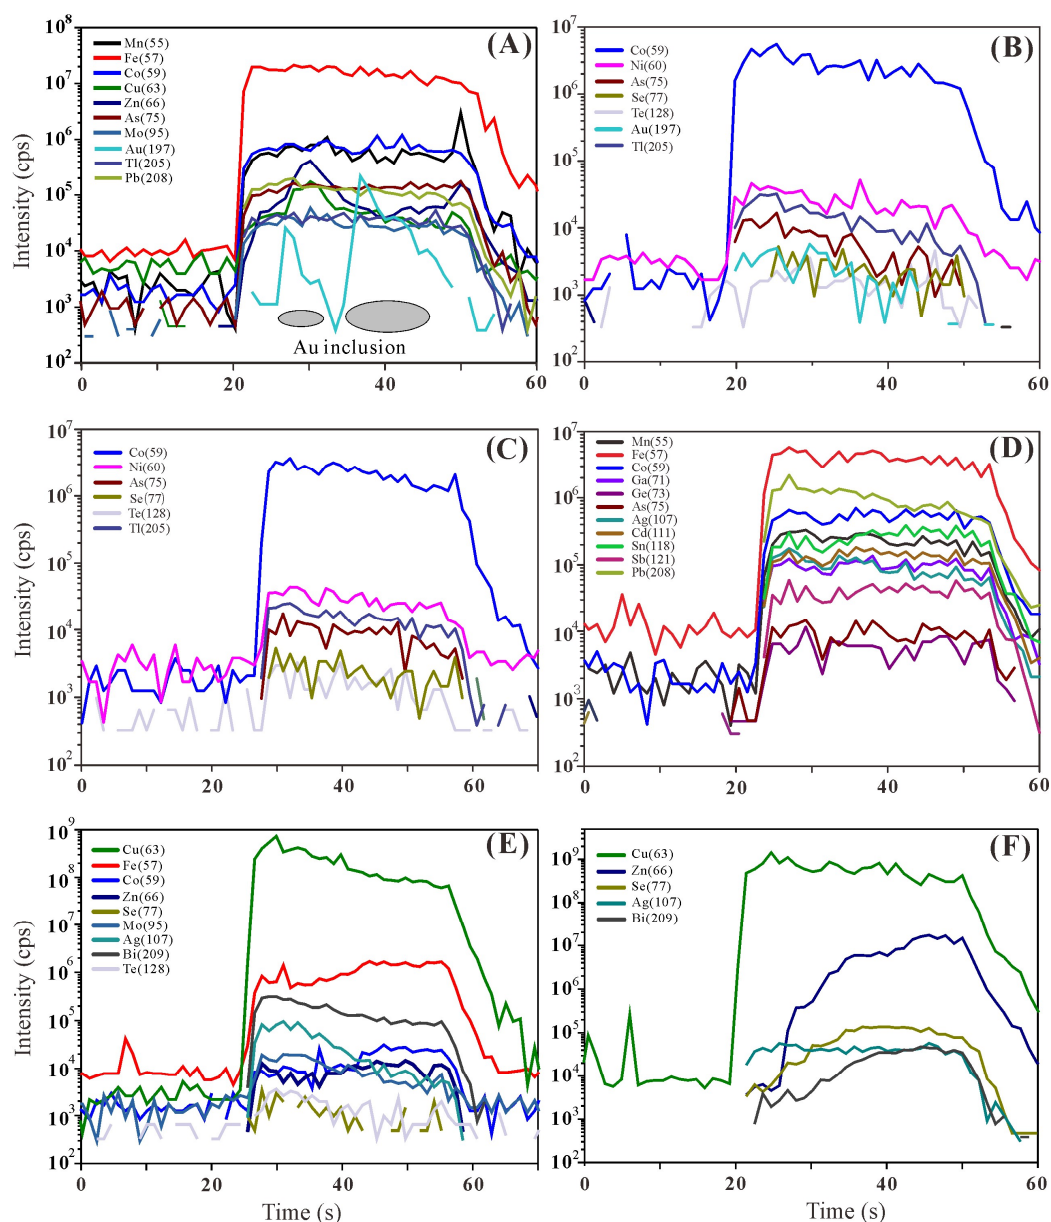 (A)
10⁸
10⁷
10⁶
10⁵
10⁴
10³
10²
Intensity (cps)
Mn(55)
Fe(57)
Co(59)
Cu(63)
Zn(66)
As(75)
Mo(95)
Au(197)
Tl(205)
Pb(208)
Au inclusion
0 20 40 60
(B)
10⁷
10⁶
10⁵
10⁴
10³
10²
Co(59)
Ni(60)
As(75)
Se(77)
Te(128)
Au(197)
Tl(205)
0 20 40 60
(C)
10⁷
10⁶
10⁵
10⁴
10³
10²
Intensity (cps)
Co(59)
Ni(60)
As(75)
Se(77)
Te(128)
Tl(205)
0 20 40 60
(D)
10⁷
10⁶
10⁵
10⁴
10³
10²
Mn(55)
Fe(57)
Co(59)
Ga(71)
Ge(73)
As(75)
Ag(107)
Cd(111)
Sn(118)
Sb(121)
Pb(208)
0 20 40 60
(E)
10⁹
10⁸
10⁷
10⁶
10⁵
10⁴
10³
10²
Intensity (cps)
Cu(63)
Fe(57)
Co(59)
Zn(66)
Se(77)
Mo(95)
Ag(107)
Bi(209)
Te(128)
0 20 40 60
Time (s)
(F)
10⁹
10⁸
10⁷
10⁶
10⁵
10⁴
10³
10²
Cu(63)
Zn(66)
Se(77)
Ag(107)
Bi(209)
0 20 40 60
Time (s)